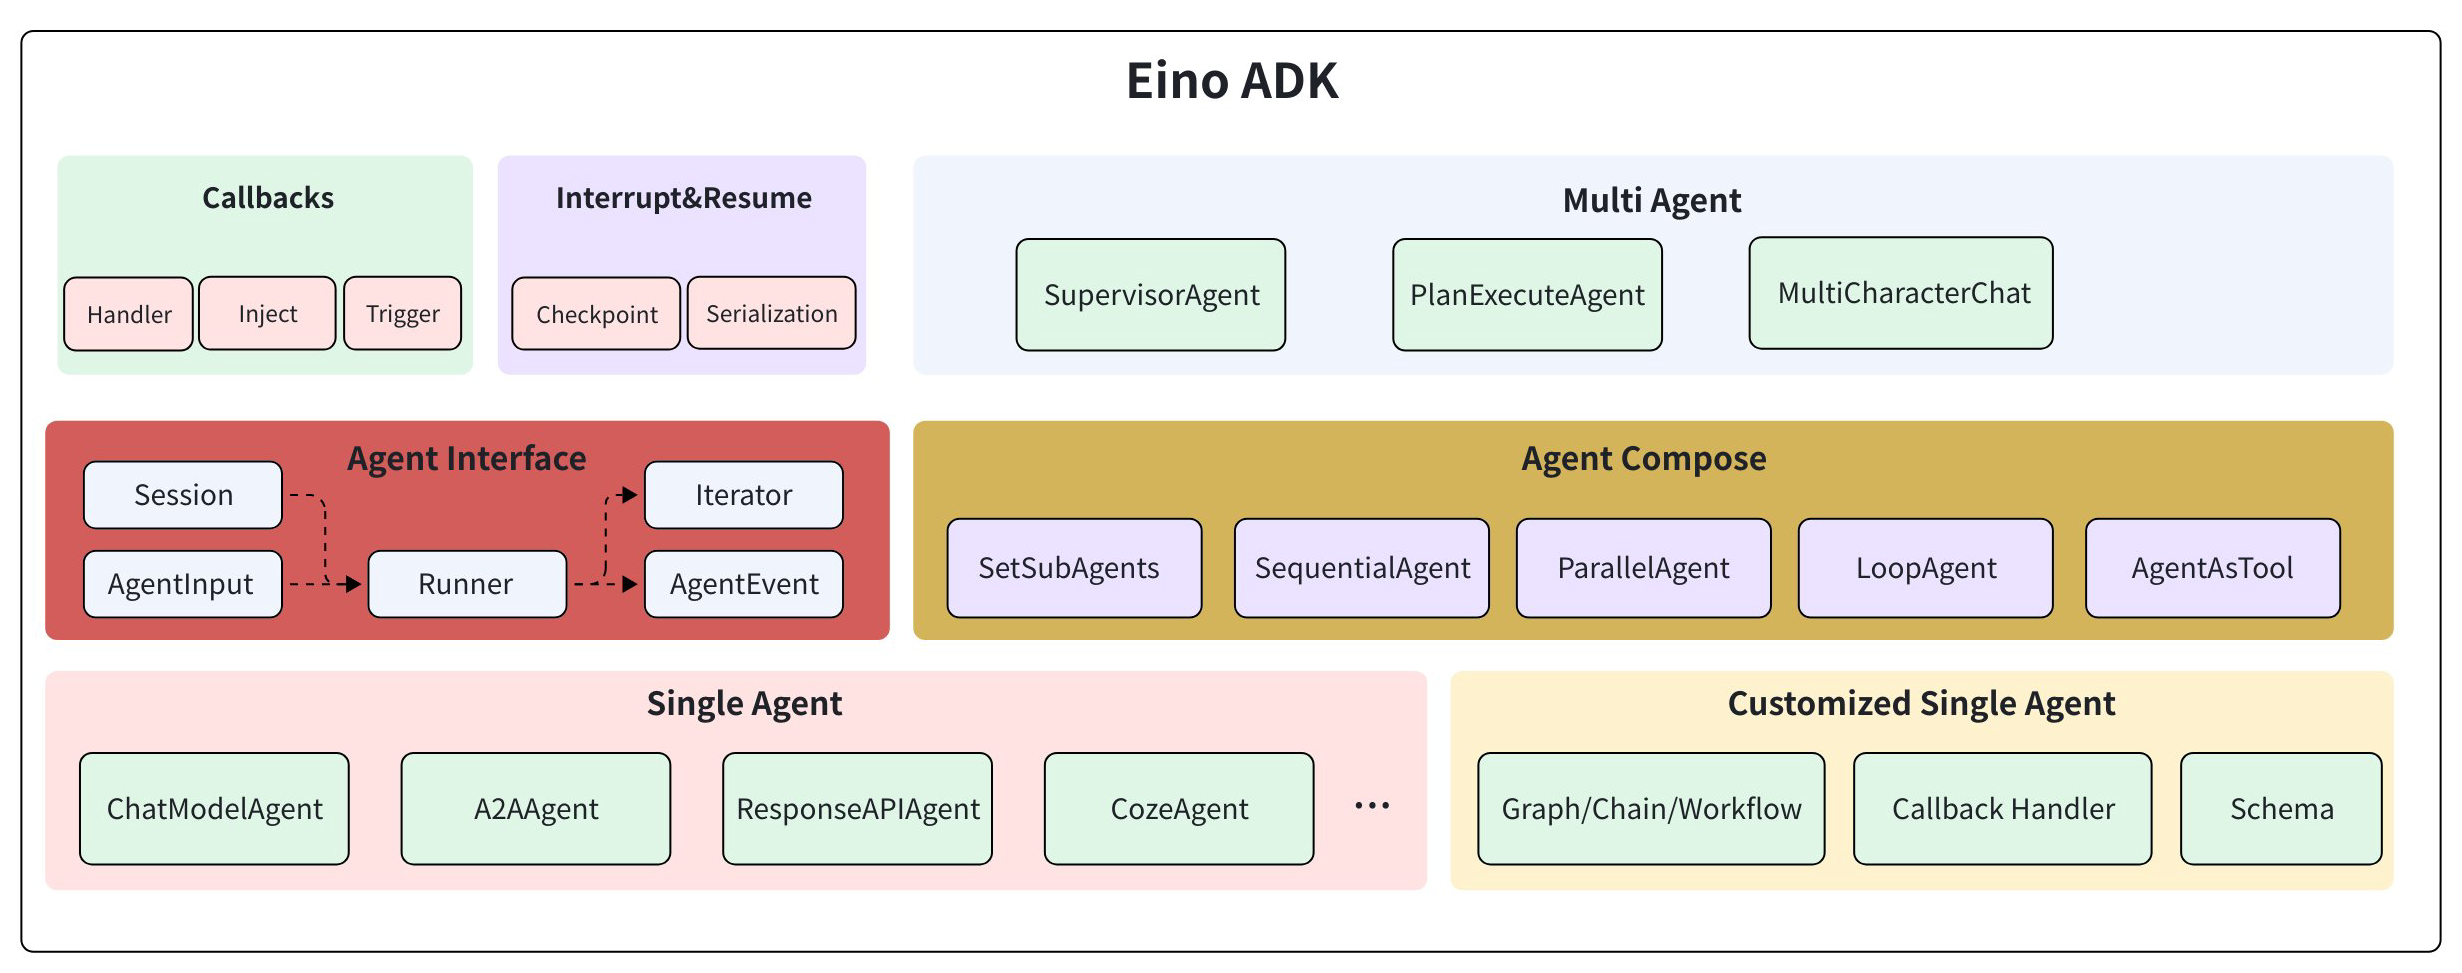 Eino ADK
Callbacks
Handler
Inject
Trigger
Interrupt&Resume
Checkpoint
Serialization
Multi Agent
SupervisorAgent
PlanExecuteAgent
MultiCharacterChat
Agent Interface
Session
AgentInput
Runner
Iterator
AgentEvent
Agent Compose
SetSubAgents
SequentialAgent
ParallelAgent
LoopAgent
AgentAsTool
Single Agent
ChatModelAgent
A2AAgent
ResponseAPIAgent
CozeAgent
...
Customized Single Agent
Graph/Chain/Workflow
Callback Handler
Schema